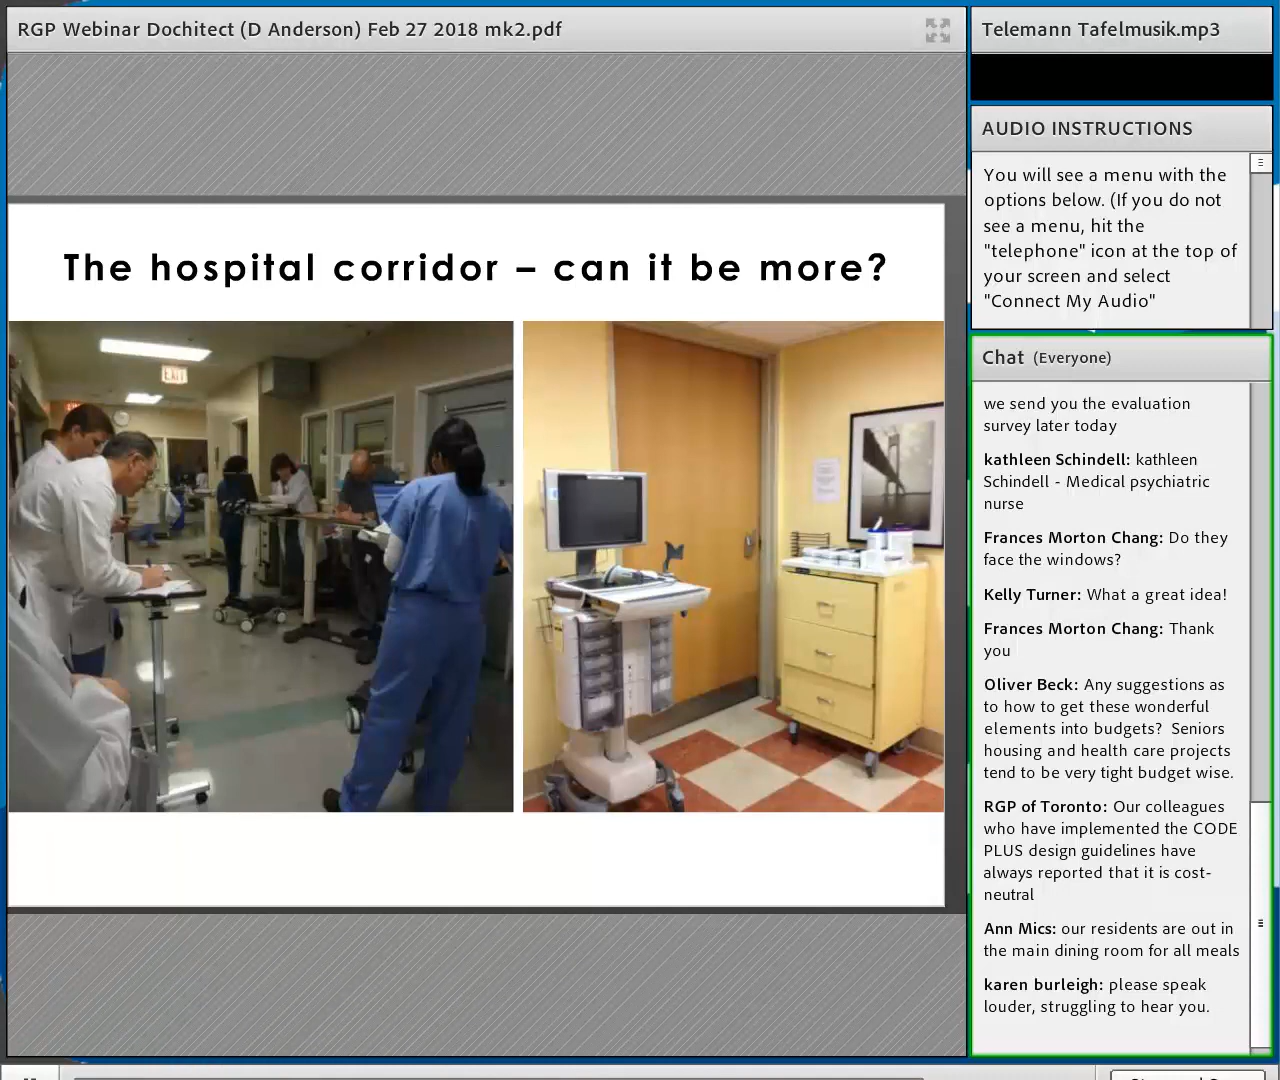 RGP Webinar Dochitect (D Anderson) Feb 27 2018 mk2.pdf
The hospital corridor – can it be more?
EXIT
Telemann Tafelmusik.mp3
AUDIO INSTRUCTIONS
You will see a menu with the
options below. (If you do not
see a menu, hit the
"telephone" icon at the top of
your screen and select
"Connect My Audio"
Chat (Everyone)
we send you the evaluation
survey later today
kathleen Schindell: kathleen
Schindell - Medical psychiatric
nurse
Frances Morton Chang: Do they
face the windows?
Kelly Turner: What a great idea!
Frances Morton Chang: Thank
you
Oliver Beck: Any suggestions as
to how to get these wonderful
elements into budgets? Seniors
housing and health care projects
tend to be very tight budget wise.
RGP of Toronto: Our colleagues
who have implemented the CODE
PLUS design guidelines have
always reported that it is cost-
neutral
Ann Mics: our residents are out in
the main dining room for all meals
karen burleigh: please speak
louder, struggling to hear you.